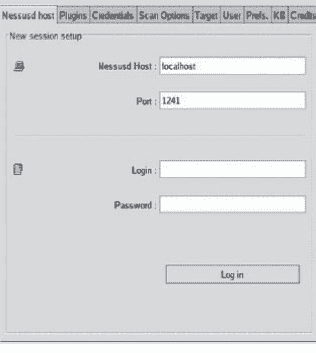 Nessusd host Plugins Credentials Scan Options Target User Prefs. KB Credits
New session setup
Nessusd Host : localhost
Port : 1241
Login :
Password :
Log in